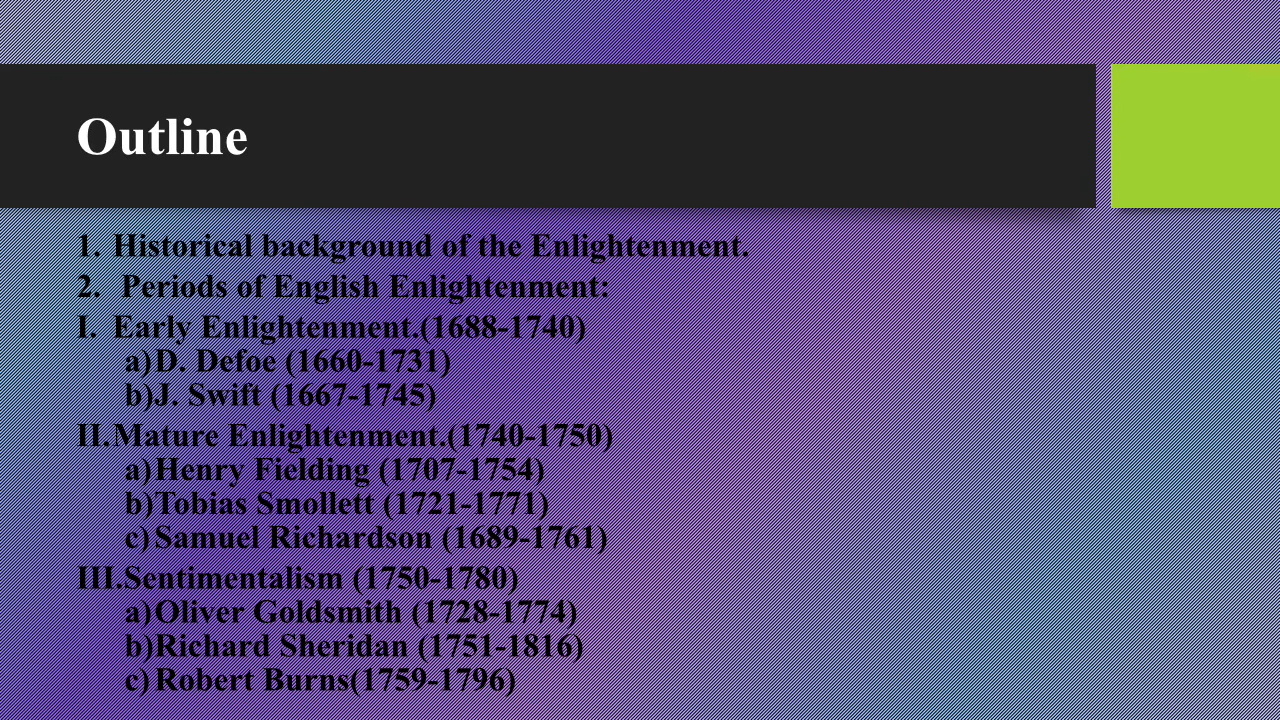 Outline
1. Historical background of the Enlightenment.
2. Periods of English Enlightenment:
I. Early Enlightenment.(1688-1740)
a)D. Defoe (1660-1731)
b)J. Swift (1667-1745)
II.Mature Enlightenment.(1740-1750)
a)Henry Fielding (1707-1754)
b)Tobias Smollett (1721-1771)
c)Samuel Richardson (1689-1761)
III.Sentimentalism (1750-1780)
a)Oliver Goldsmith (1728-1774)
b)Richard Sheridan (1751-1816)
c)Robert Burns(1759-1796)